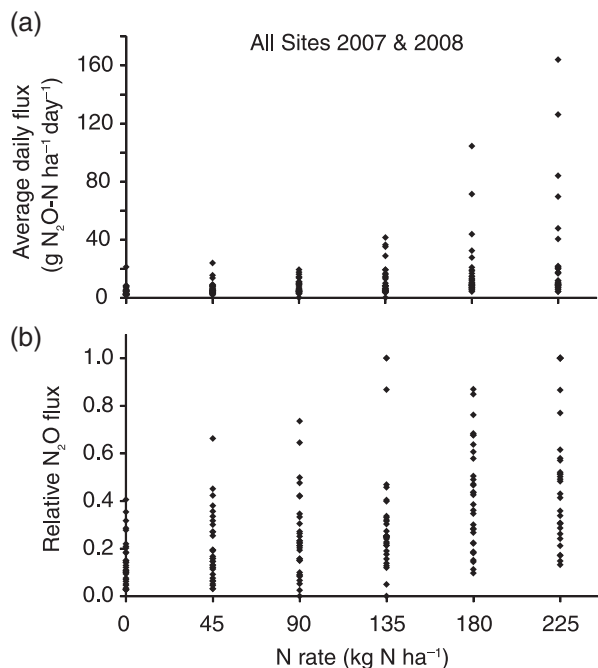 (a)
All Sites 2007 & 2008
Average daily flux
(g N₂O-N ha⁻¹ day⁻¹)
160
120
80
40
0
(b)
Relative N₂O flux
1.0
0.8
0.6
0.4
0.2
0.0
0 45 90 135 180 225
N rate (kg N ha⁻¹)